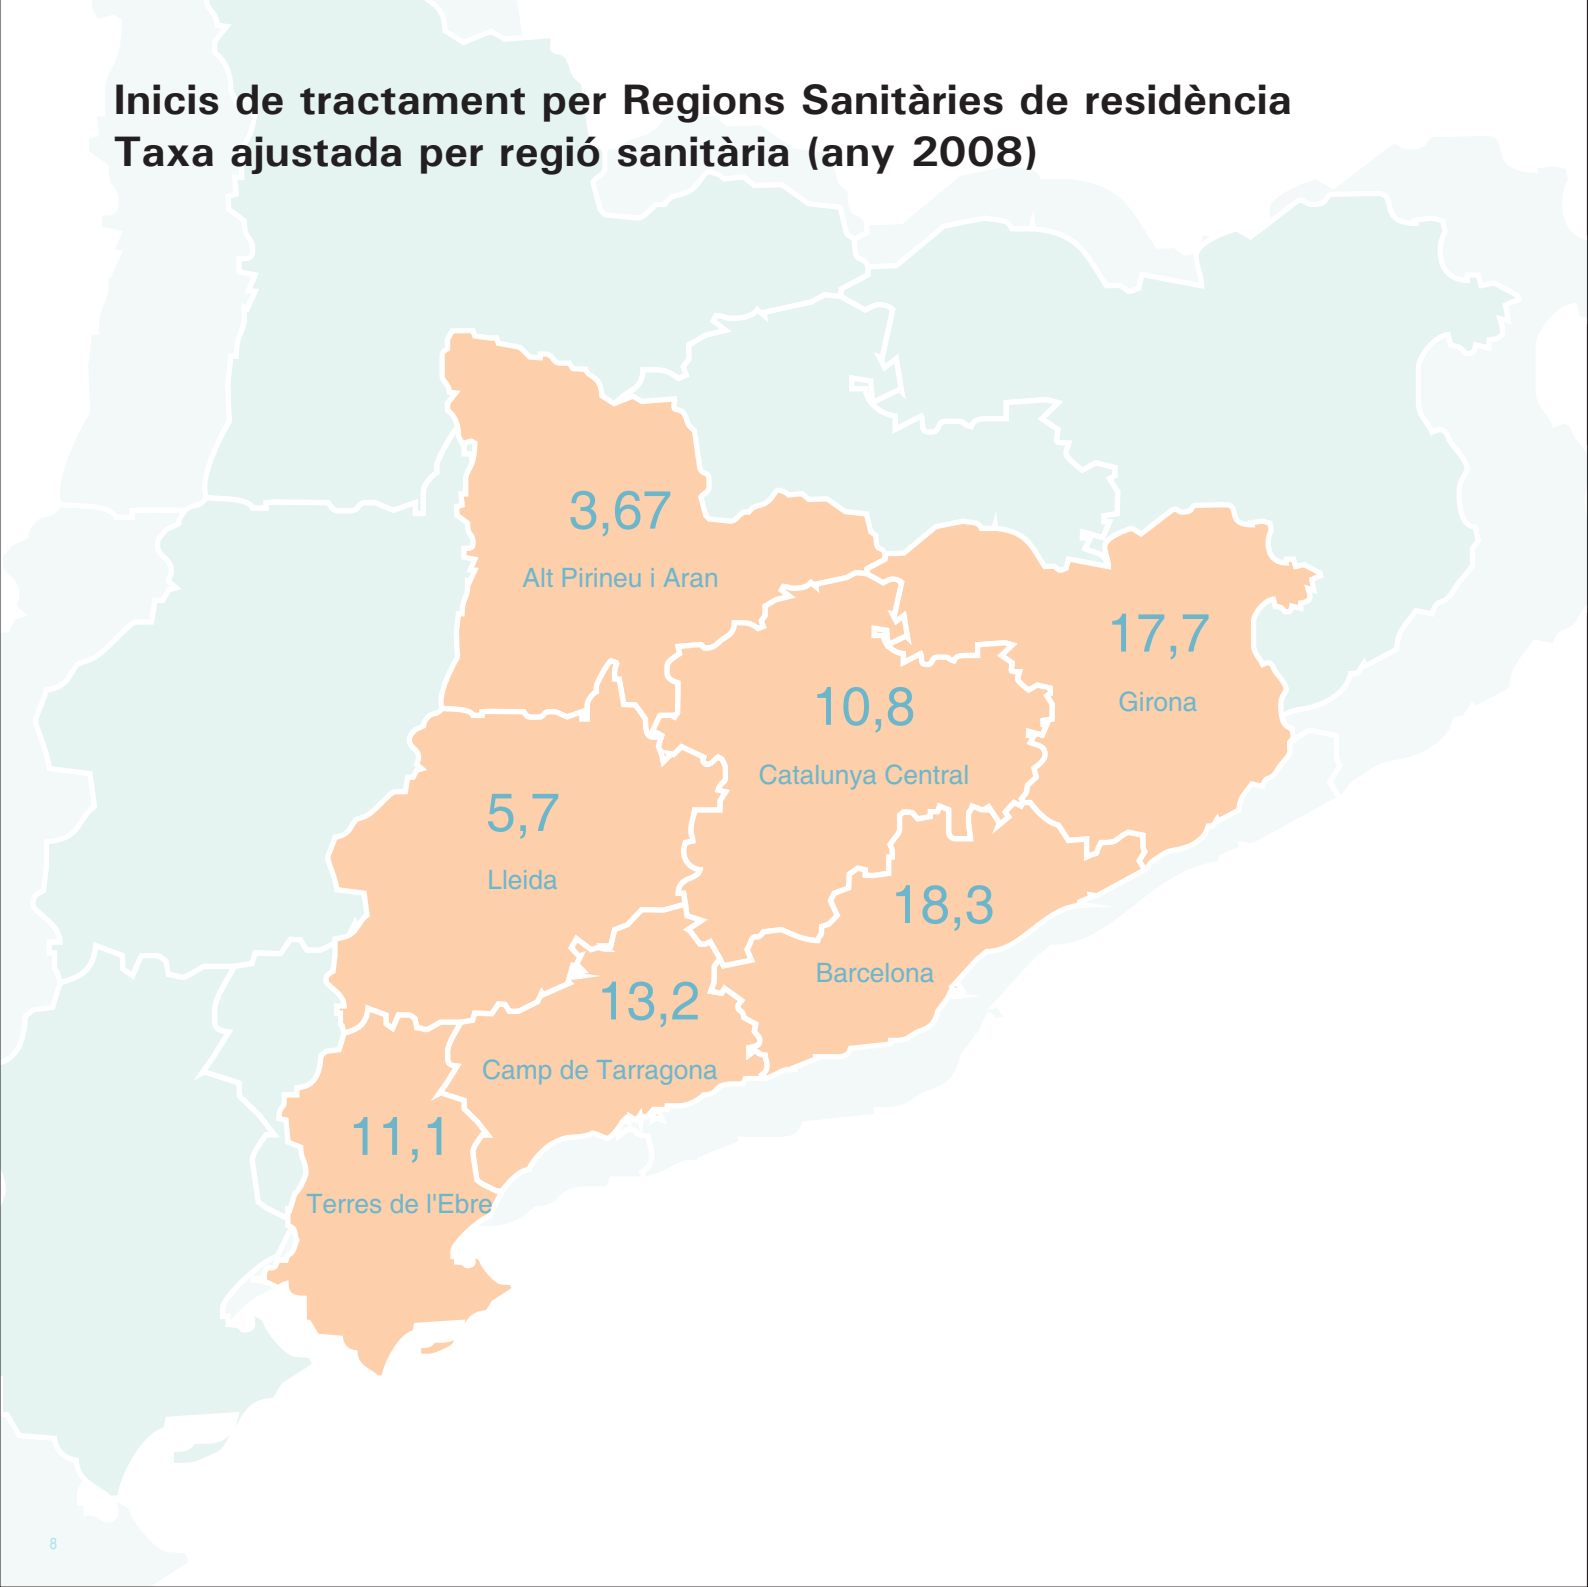 Inicis de tractament per Regions Sanitàries de residència
Taxa ajustada per regió sanitària (any 2008)
3,67
Alt Pirineu i Aran
17,7
Girona
10,8
Catalunya Central
5,7
Lleida
18,3
Barcelona
13,2
Camp de Tarragona
11,1
Terres de l'Ebre
8